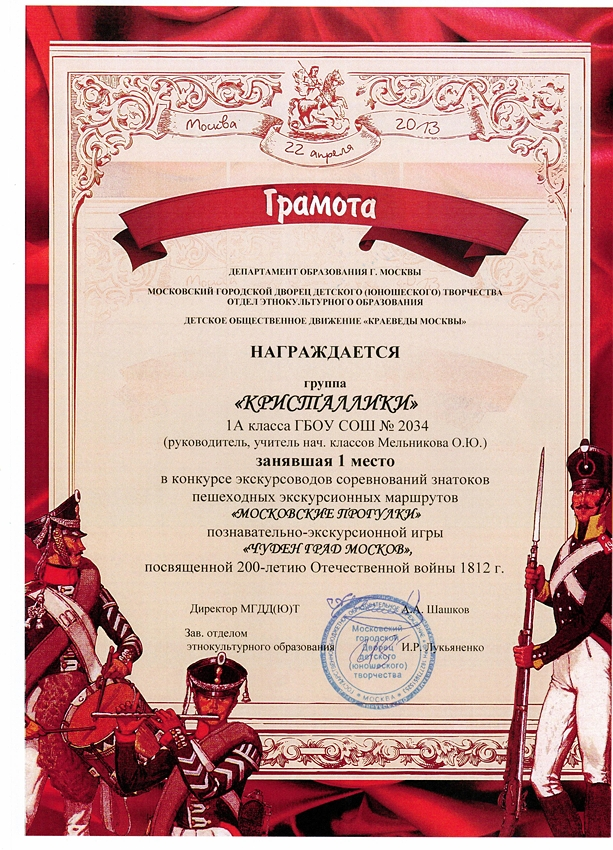 Москва
2013
22 апреля
Грамота
ДЕПАРТАМЕНТ ОБРАЗОВАНИЯ Г. МОСКВЫ
МОСКОВСКИЙ ГОРОДСКОЙ ДВОРЕЦ ДЕТСКОГО (ЮНОШЕСКОГО) ТВОРЧЕСТВА
ОТДЕЛ ЭТНОКУЛЬТУРНОГО ОБРАЗОВАНИЯ
ДЕТСКОЕ ОБЩЕСТВЕННОЕ ДВИЖЕНИЕ «КРАЕВЕДЫ МОСКВЫ»
НАГРАЖДАЕТСЯ
группа
«КРИСТАЛЛИКИ»
1А класса ГБОУ СОШ № 2034
(руководитель, учитель нач. классов Мельникова О.Ю.)
занявшая 1 место
в конкурсе экскурсоводов соревнований знатоков
пешеходных экскурсионных маршрутов
«МОСКОВСКИЕ ПРОГУЛКИ»
познавательно-экскурсионной игры
«ЧУДЕН ГРАД МОСКОВ»,
посвященной 200-летию Отечественной войны 1812 г.
Директор МГДД(Ю)Т А.А. Шашков
Зав. отделом
этнокультурного образования И.Р. Лукьяненко
Московский
городской
Дворец
детского
(юношеского)
творчества
МОСКВА